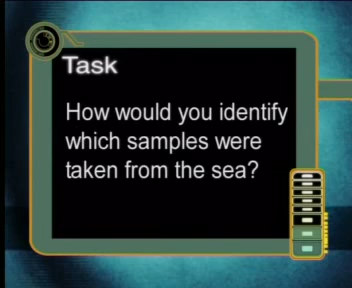 Task
How would you identify
which samples were
taken from the sea?